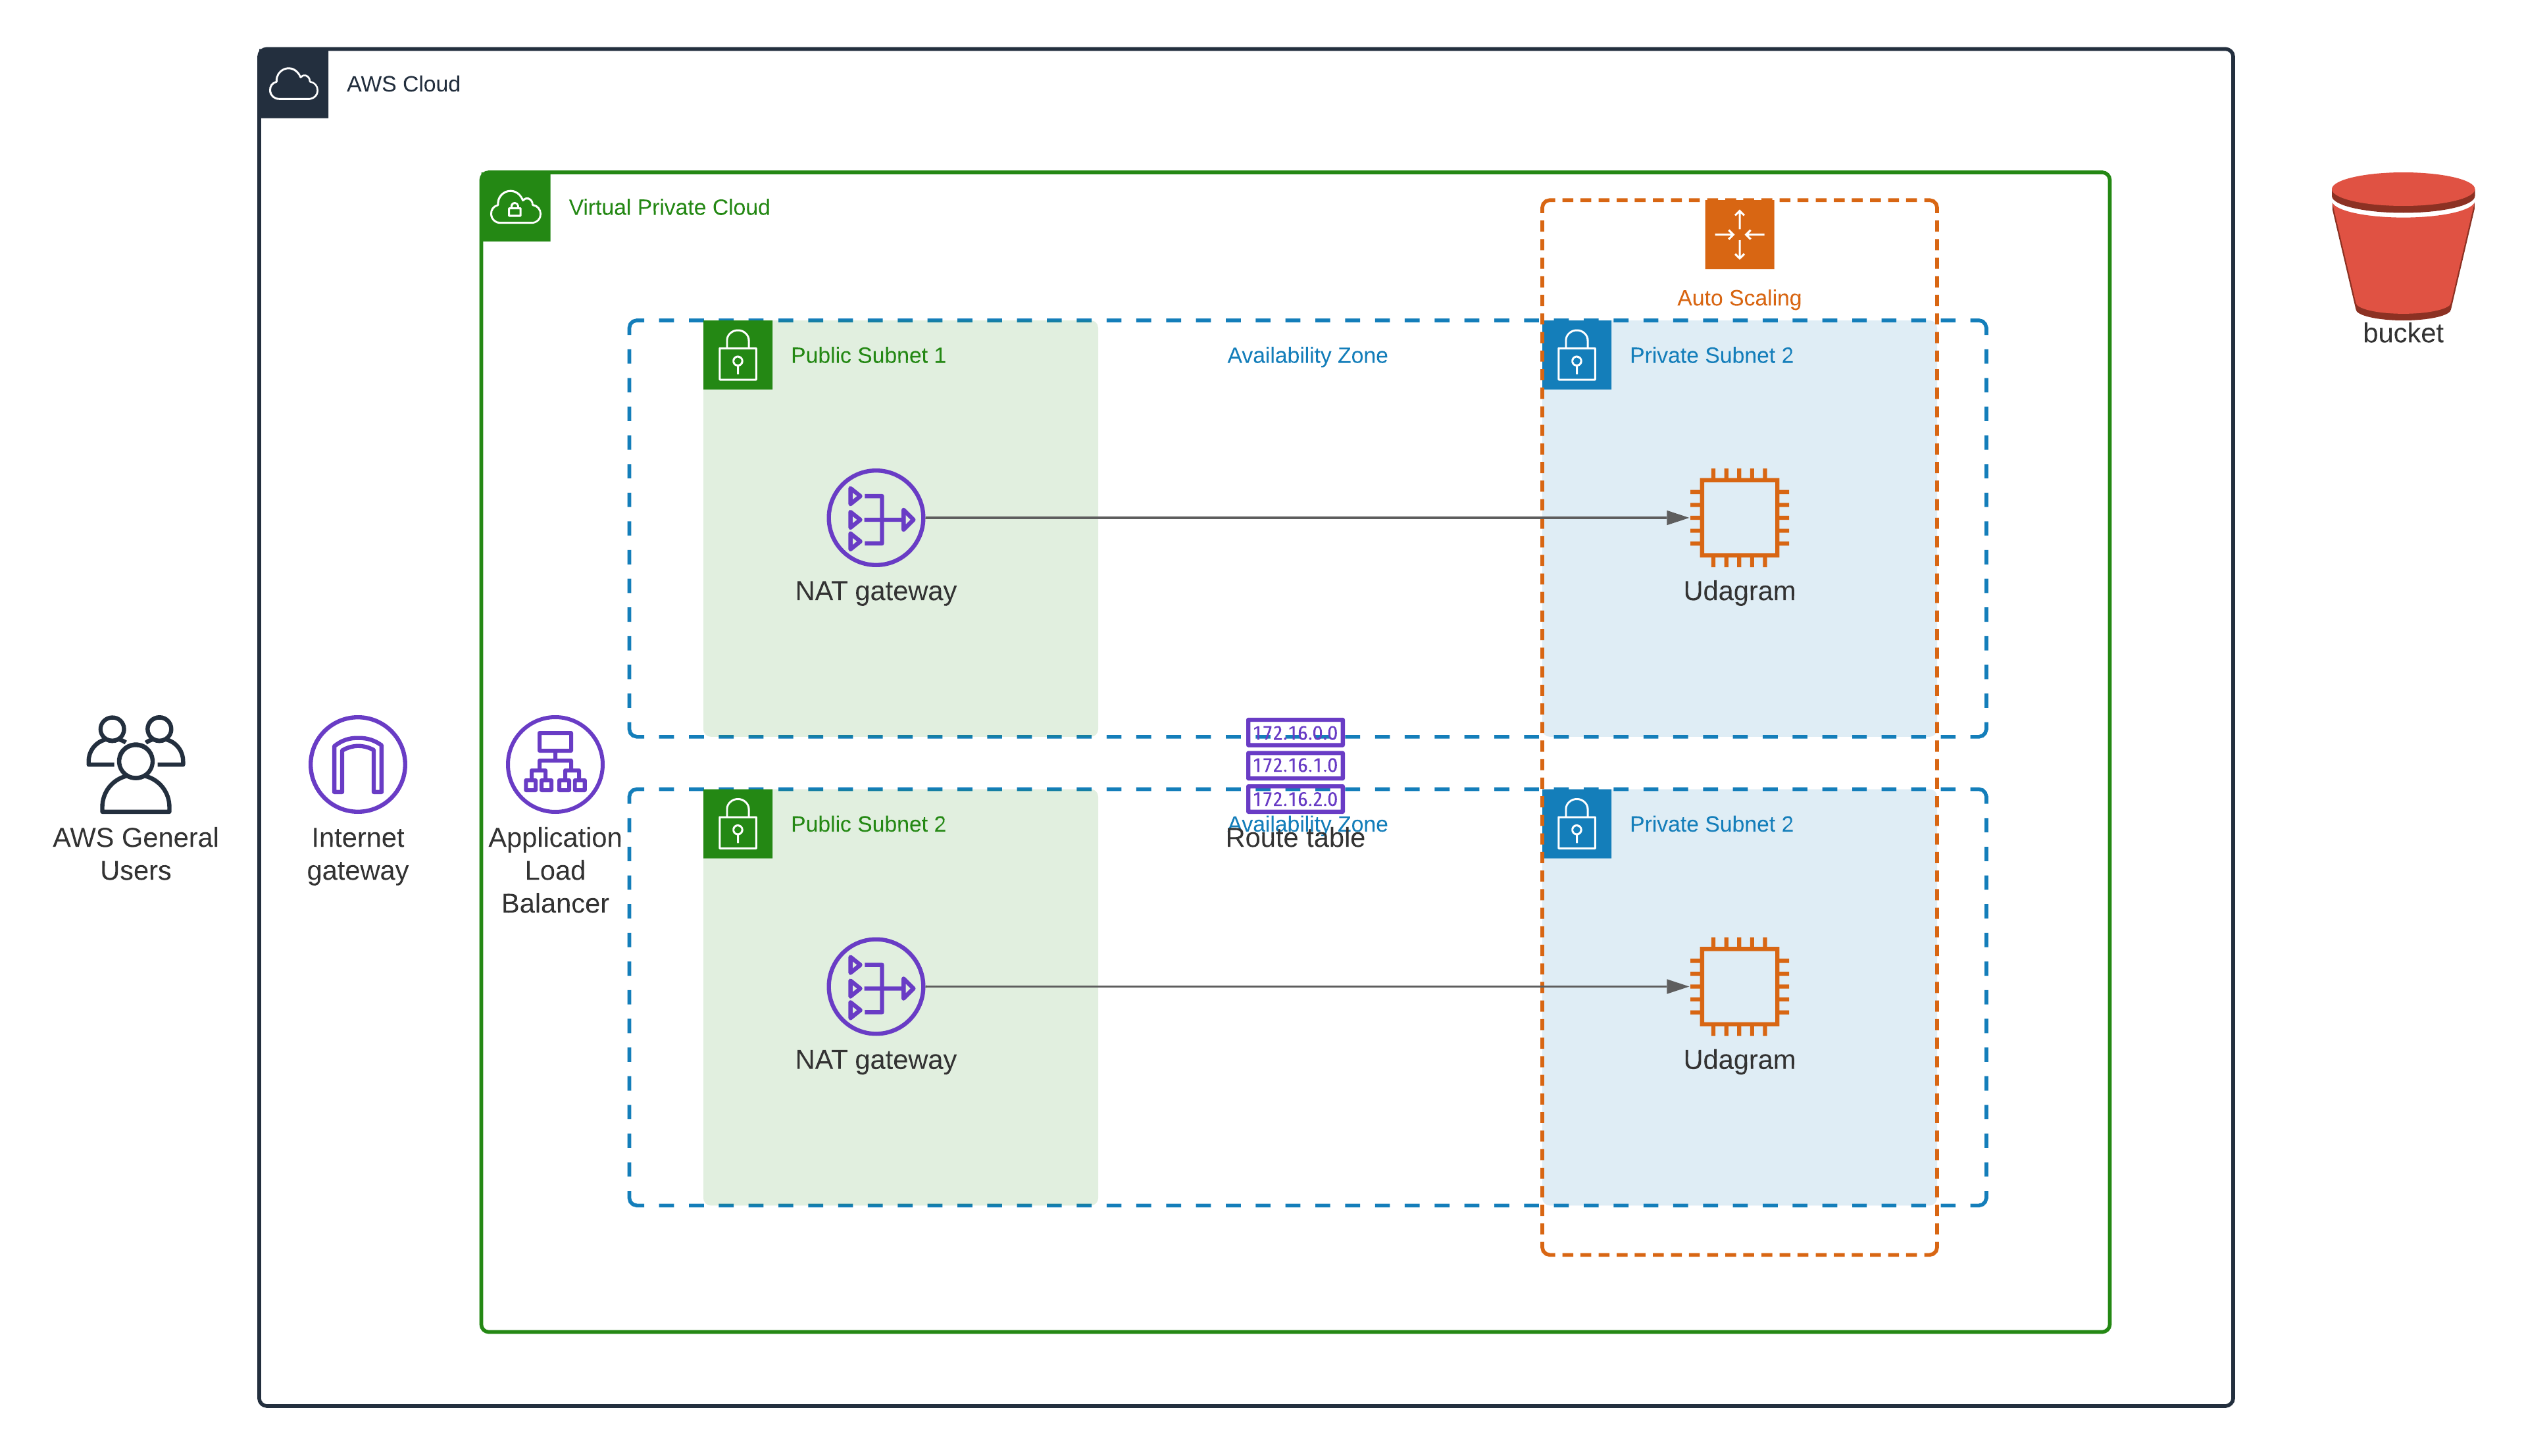 AWS Cloud
Virtual Private Cloud
Auto Scaling
bucket
Public Subnet 1
Availability Zone
Private Subnet 2
NAT gateway
Udagram
172.16.0.0
172.16.1.0
172.16.2.0
Route table
AWS General
Users
Internet
gateway
Application
Load
Balancer
Public Subnet 2
Availability Zone
Private Subnet 2
NAT gateway
Udagram